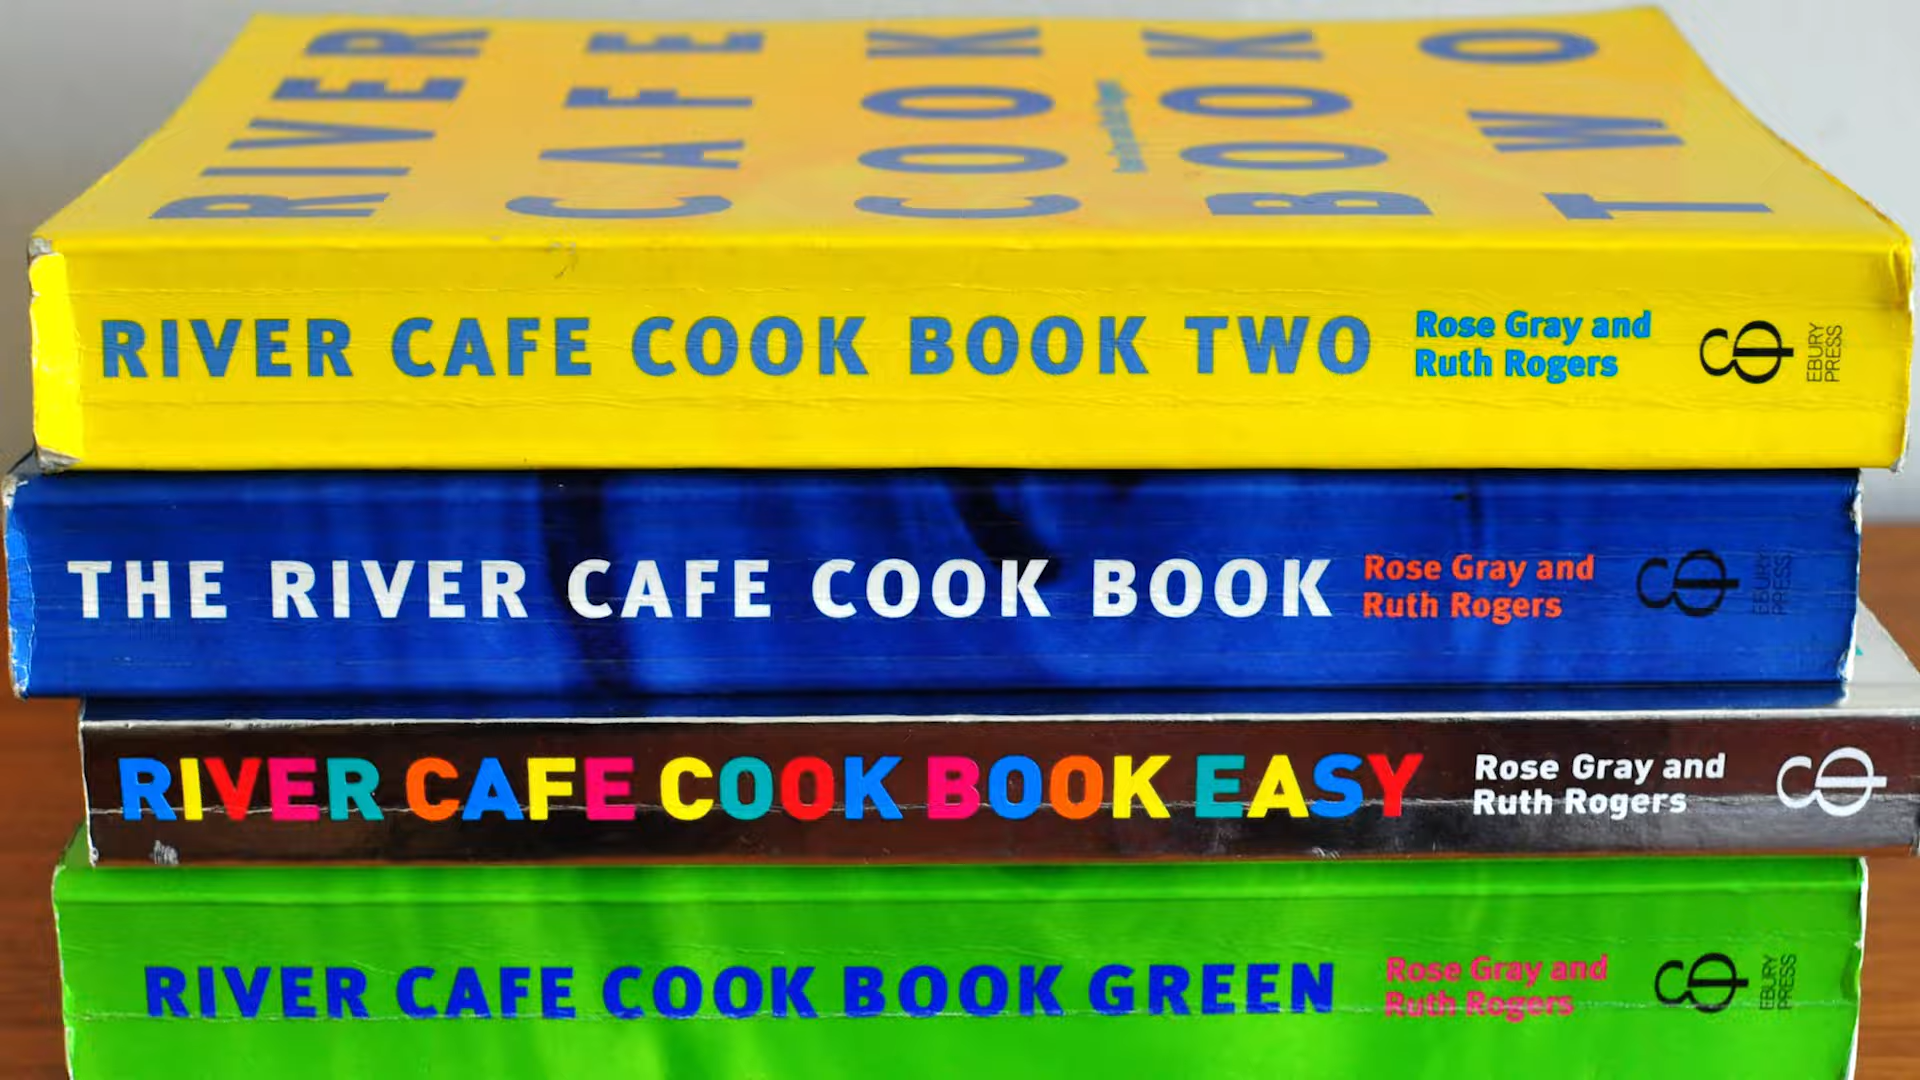 RIVER
CAFE
COOK
BOOK
TWO
RIVER CAFE COOK BOOK TWO
Rose Gray and
Ruth Rogers
EBURY
PRESS
THE RIVER CAFE COOK BOOK
Rose Gray and
Ruth Rogers
EBURY
PRESS
RIVER CAFE COOK BOOK EASY
Rose Gray and
Ruth Rogers
RIVER CAFE COOK BOOK GREEN
Rose Gray and
Ruth Rogers
EBURY
PRESS